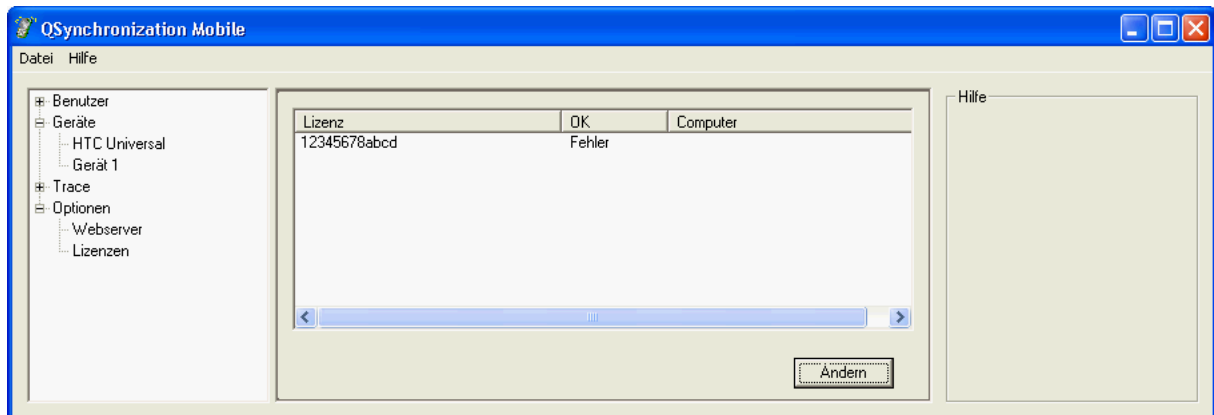 QSynchronization Mobile
Datei Hilfe
Benutzer
Geräte
HTC Universal
Gerät 1
Trace
Optionen
Webserver
Lizenzen
Lizenz OK Computer
12345678abcd Fehler
Ändern
Hilfe